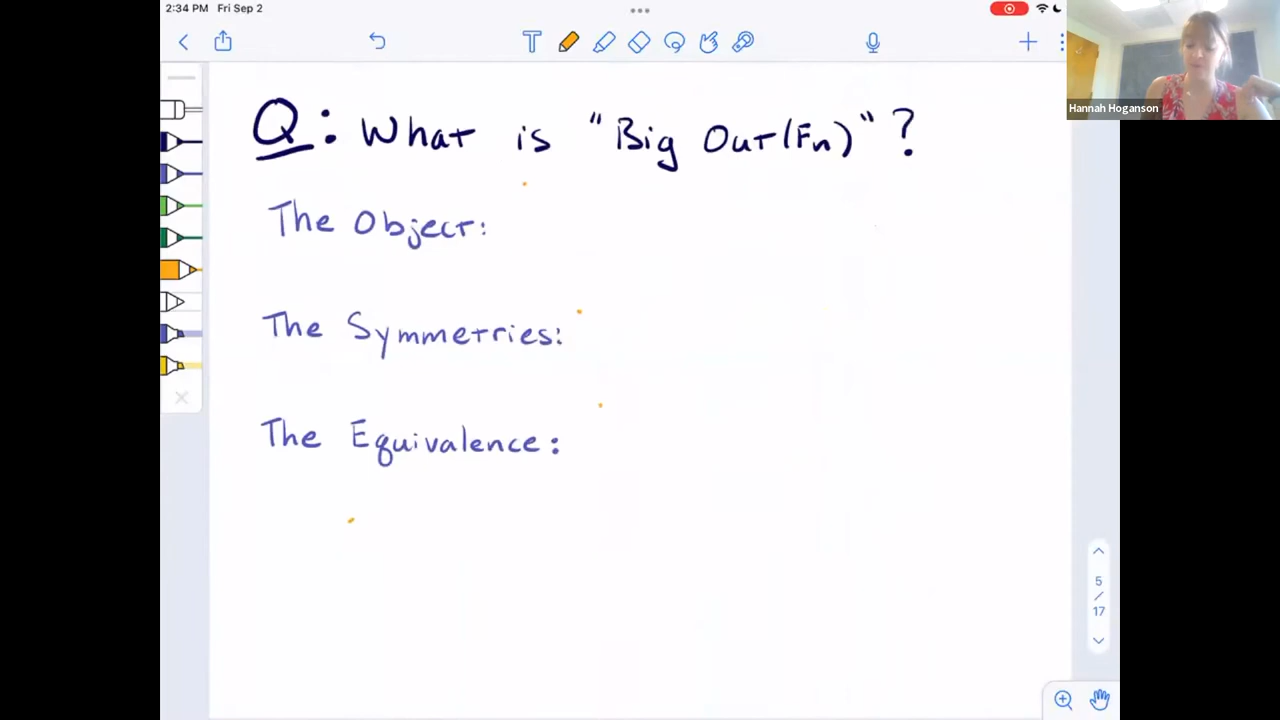 2:34 PM Fri Sep 2
Hannah Hoganson
Q: What is "Big Out(Fn)"?
The Object:
The Symmetries:
The Equivalence:
5
/
17